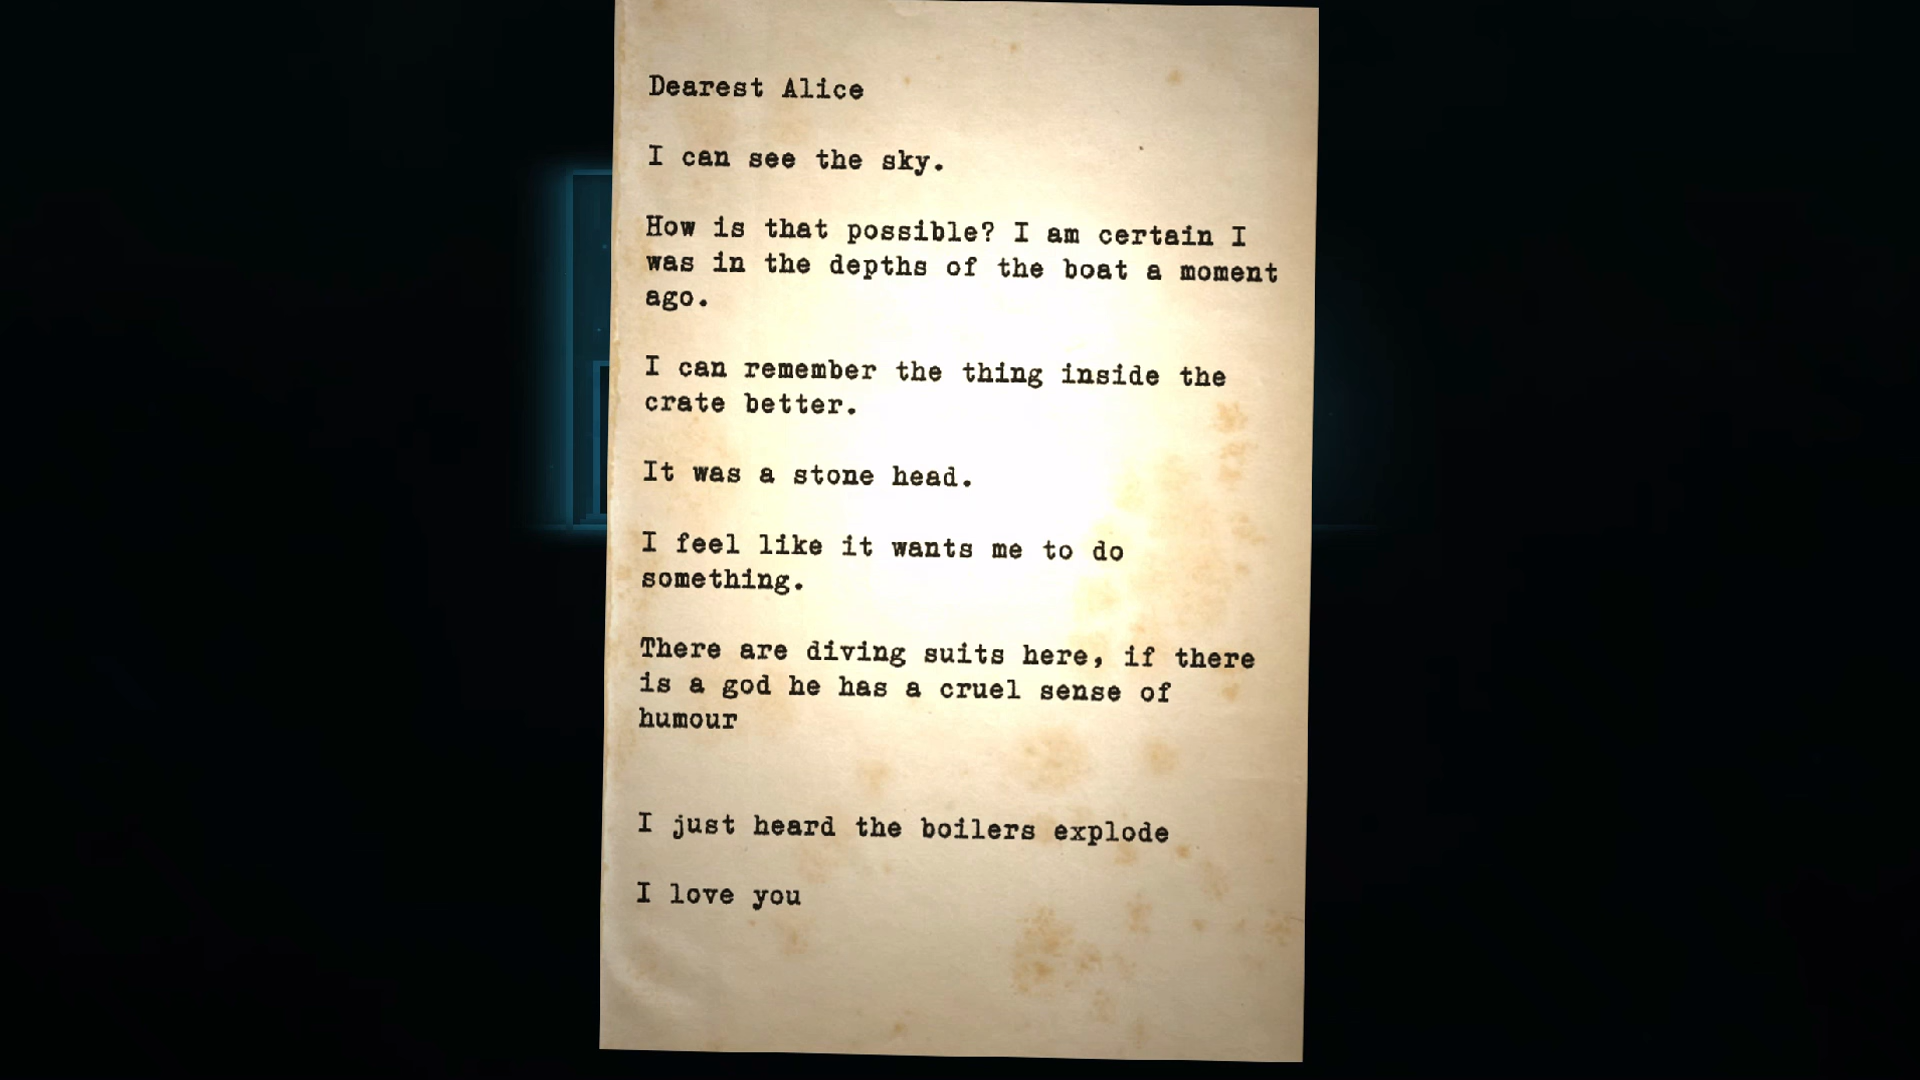 Dearest Alice
I can see the sky.
How is that possible? I am certain I
was in the depths of the boat a moment
ago.
I can remember the thing inside the
crate better.
It was a stone head.
I feel like it wants me to do
something.
There are diving suits here, if there
is a god he has a cruel sense of
humour
I just heard the boilers explode
I love you